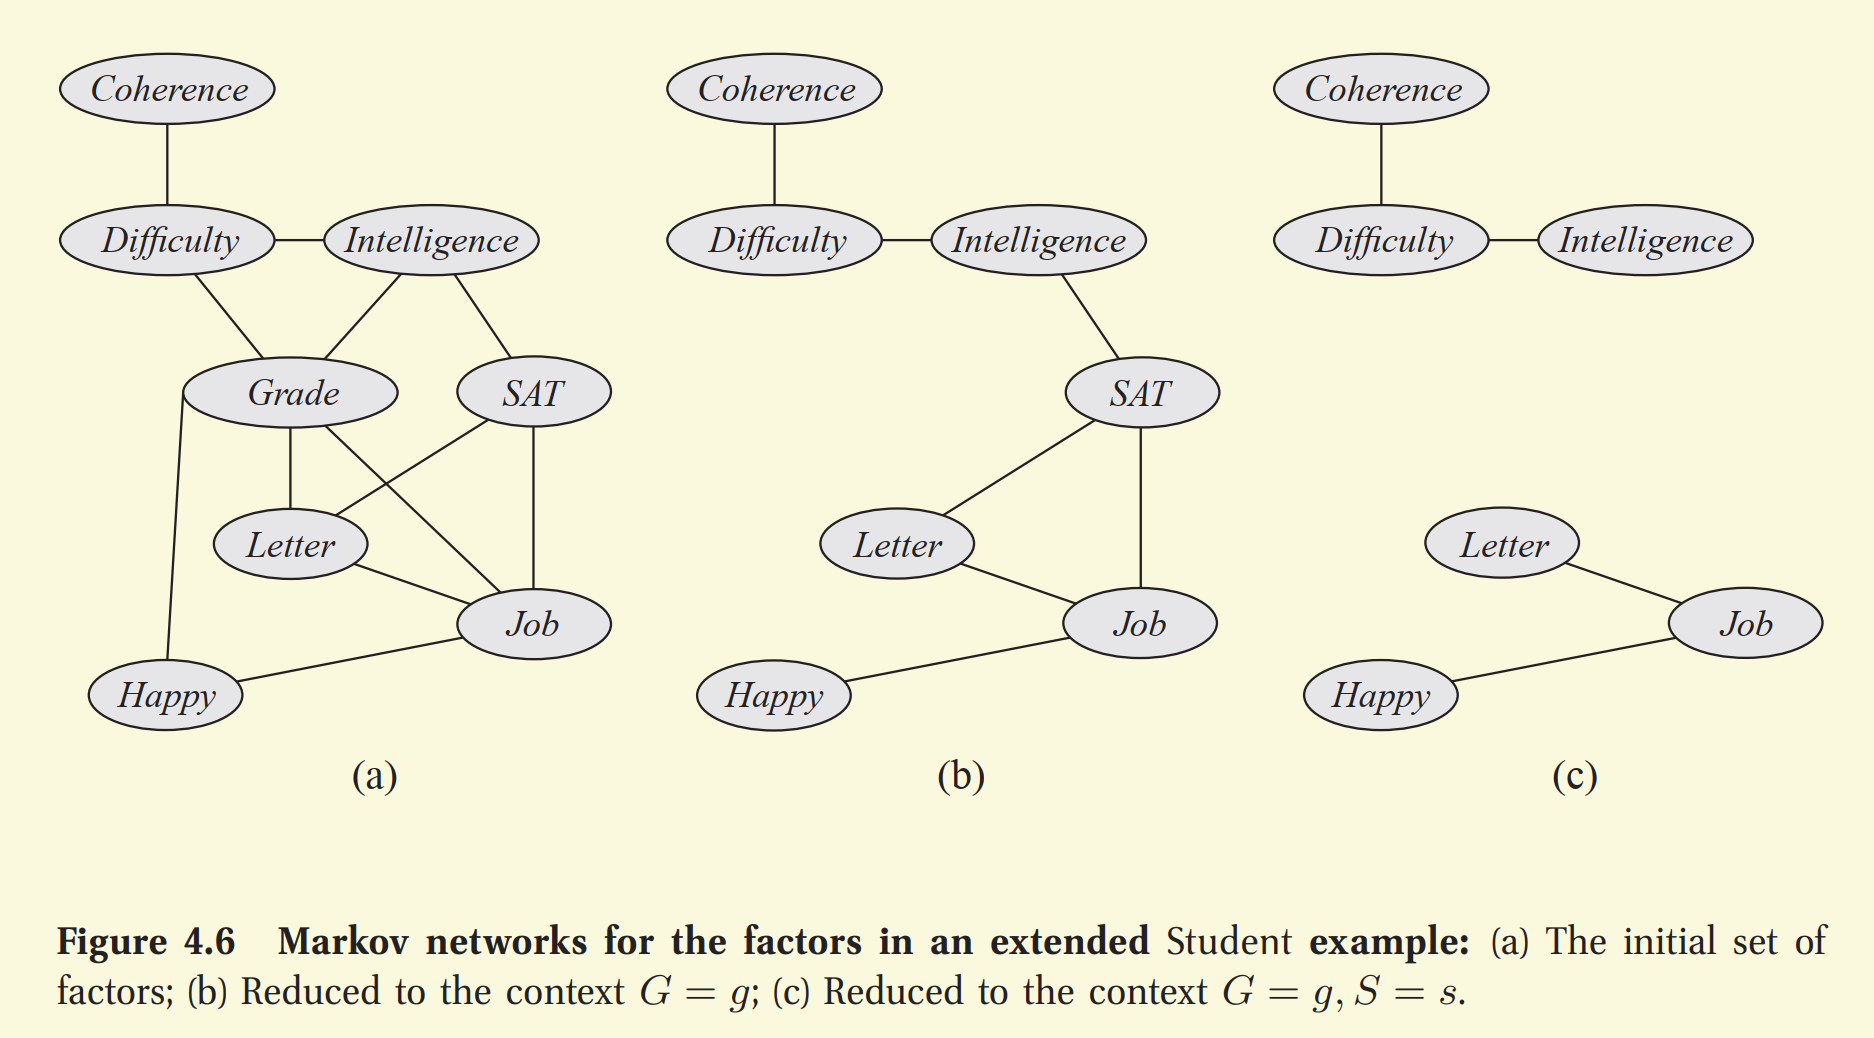 Coherence
Difficulty
Intelligence
Grade
SAT
Letter
Job
Happy
(a)
Coherence
Difficulty
Intelligence
SAT
Letter
Job
Happy
(b)
Coherence
Difficulty
Intelligence
Letter
Job
Happy
(c)
Figure 4.6 Markov networks for the factors in an extended Student example: (a) The initial set of
factors; (b) Reduced to the context G = g; (c) Reduced to the context G = g, S = s.